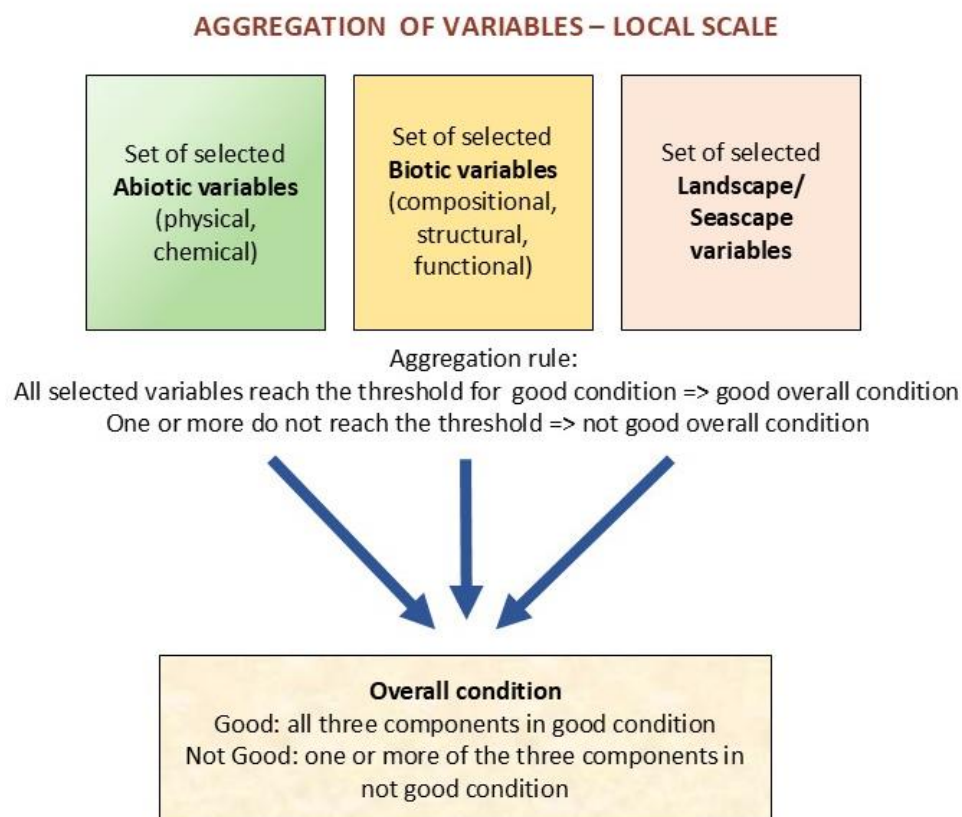 AGGREGATION OF VARIABLES – LOCAL SCALE
Set of selected
Abiotic variables
(physical,
chemical)
Set of selected
Biotic variables
(compositional,
structural,
functional)
Set of selected
Landscape/
Seascape
variables
Aggregation rule:
All selected variables reach the threshold for good condition => good overall condition
One or more do not reach the threshold => not good overall condition
Overall condition
Good: all three components in good condition
Not Good: one or more of the three components in
not good condition